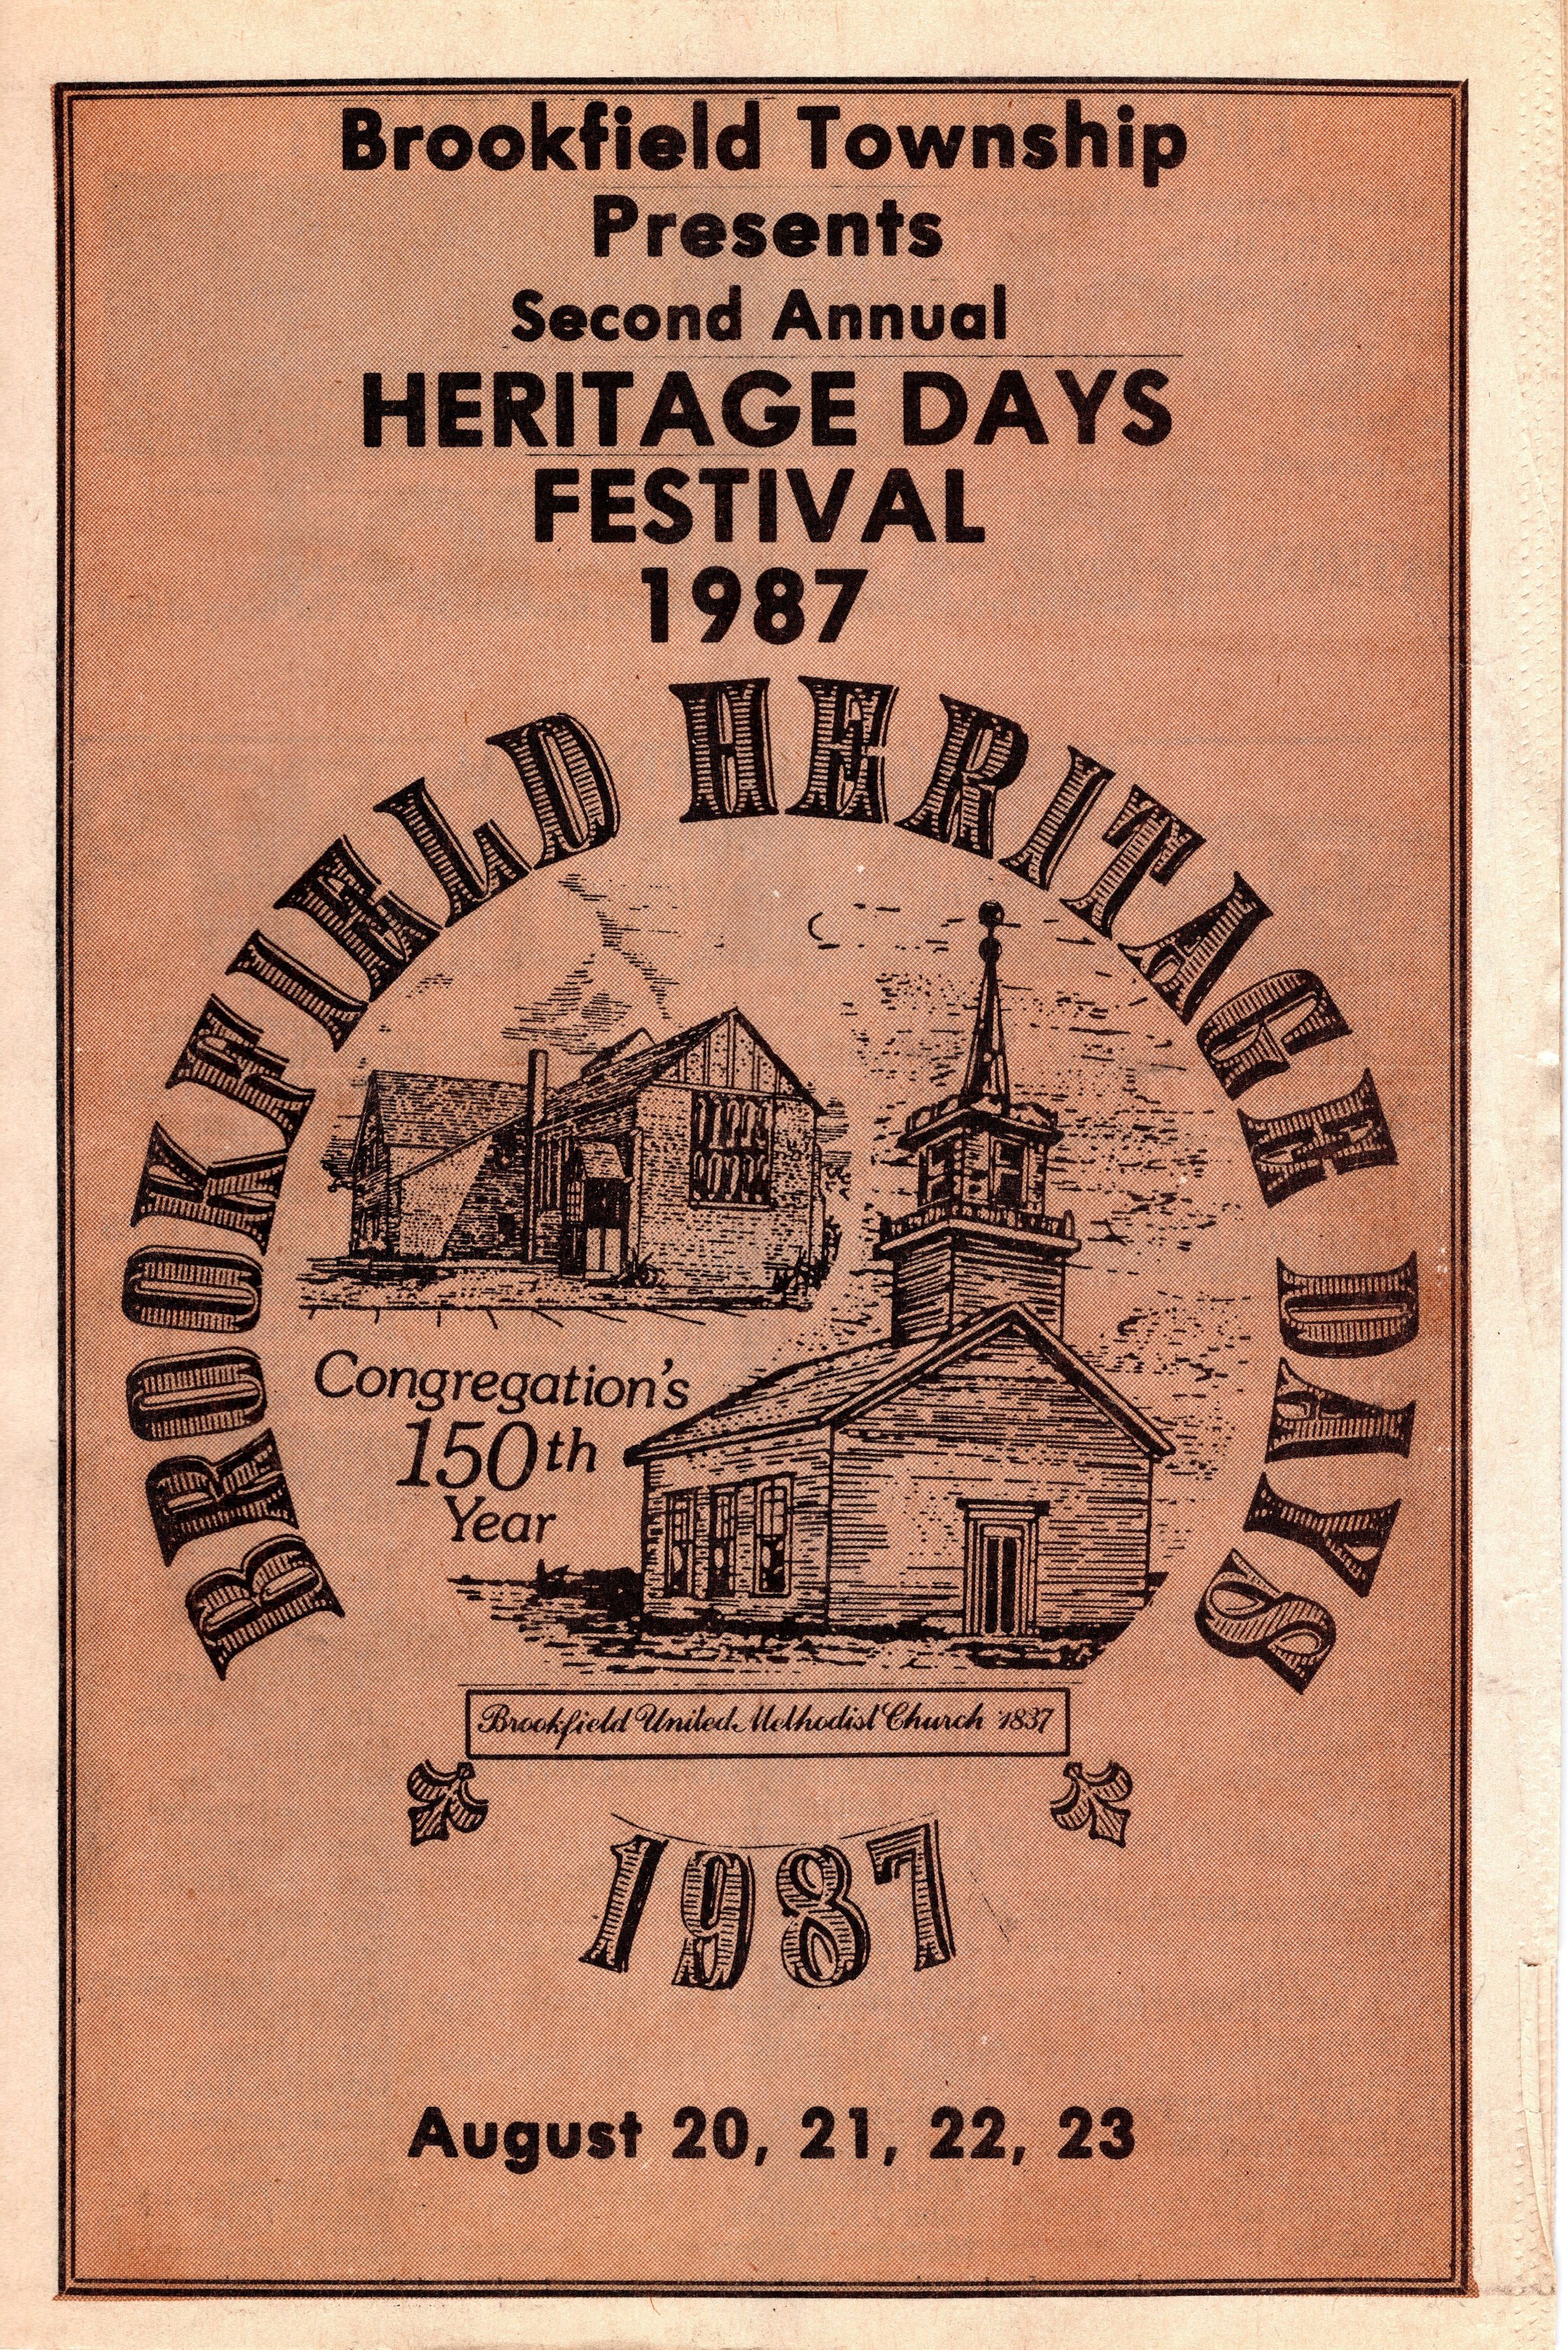 Brookfield Township
Presents
Second Annual
HERITAGE DAYS
FESTIVAL
1987
BROOKFIELD HERITAGE DAYS
Congregation's
150th
Year
Brookfield United Methodist Church 1837
1987
August 20, 21, 22, 23